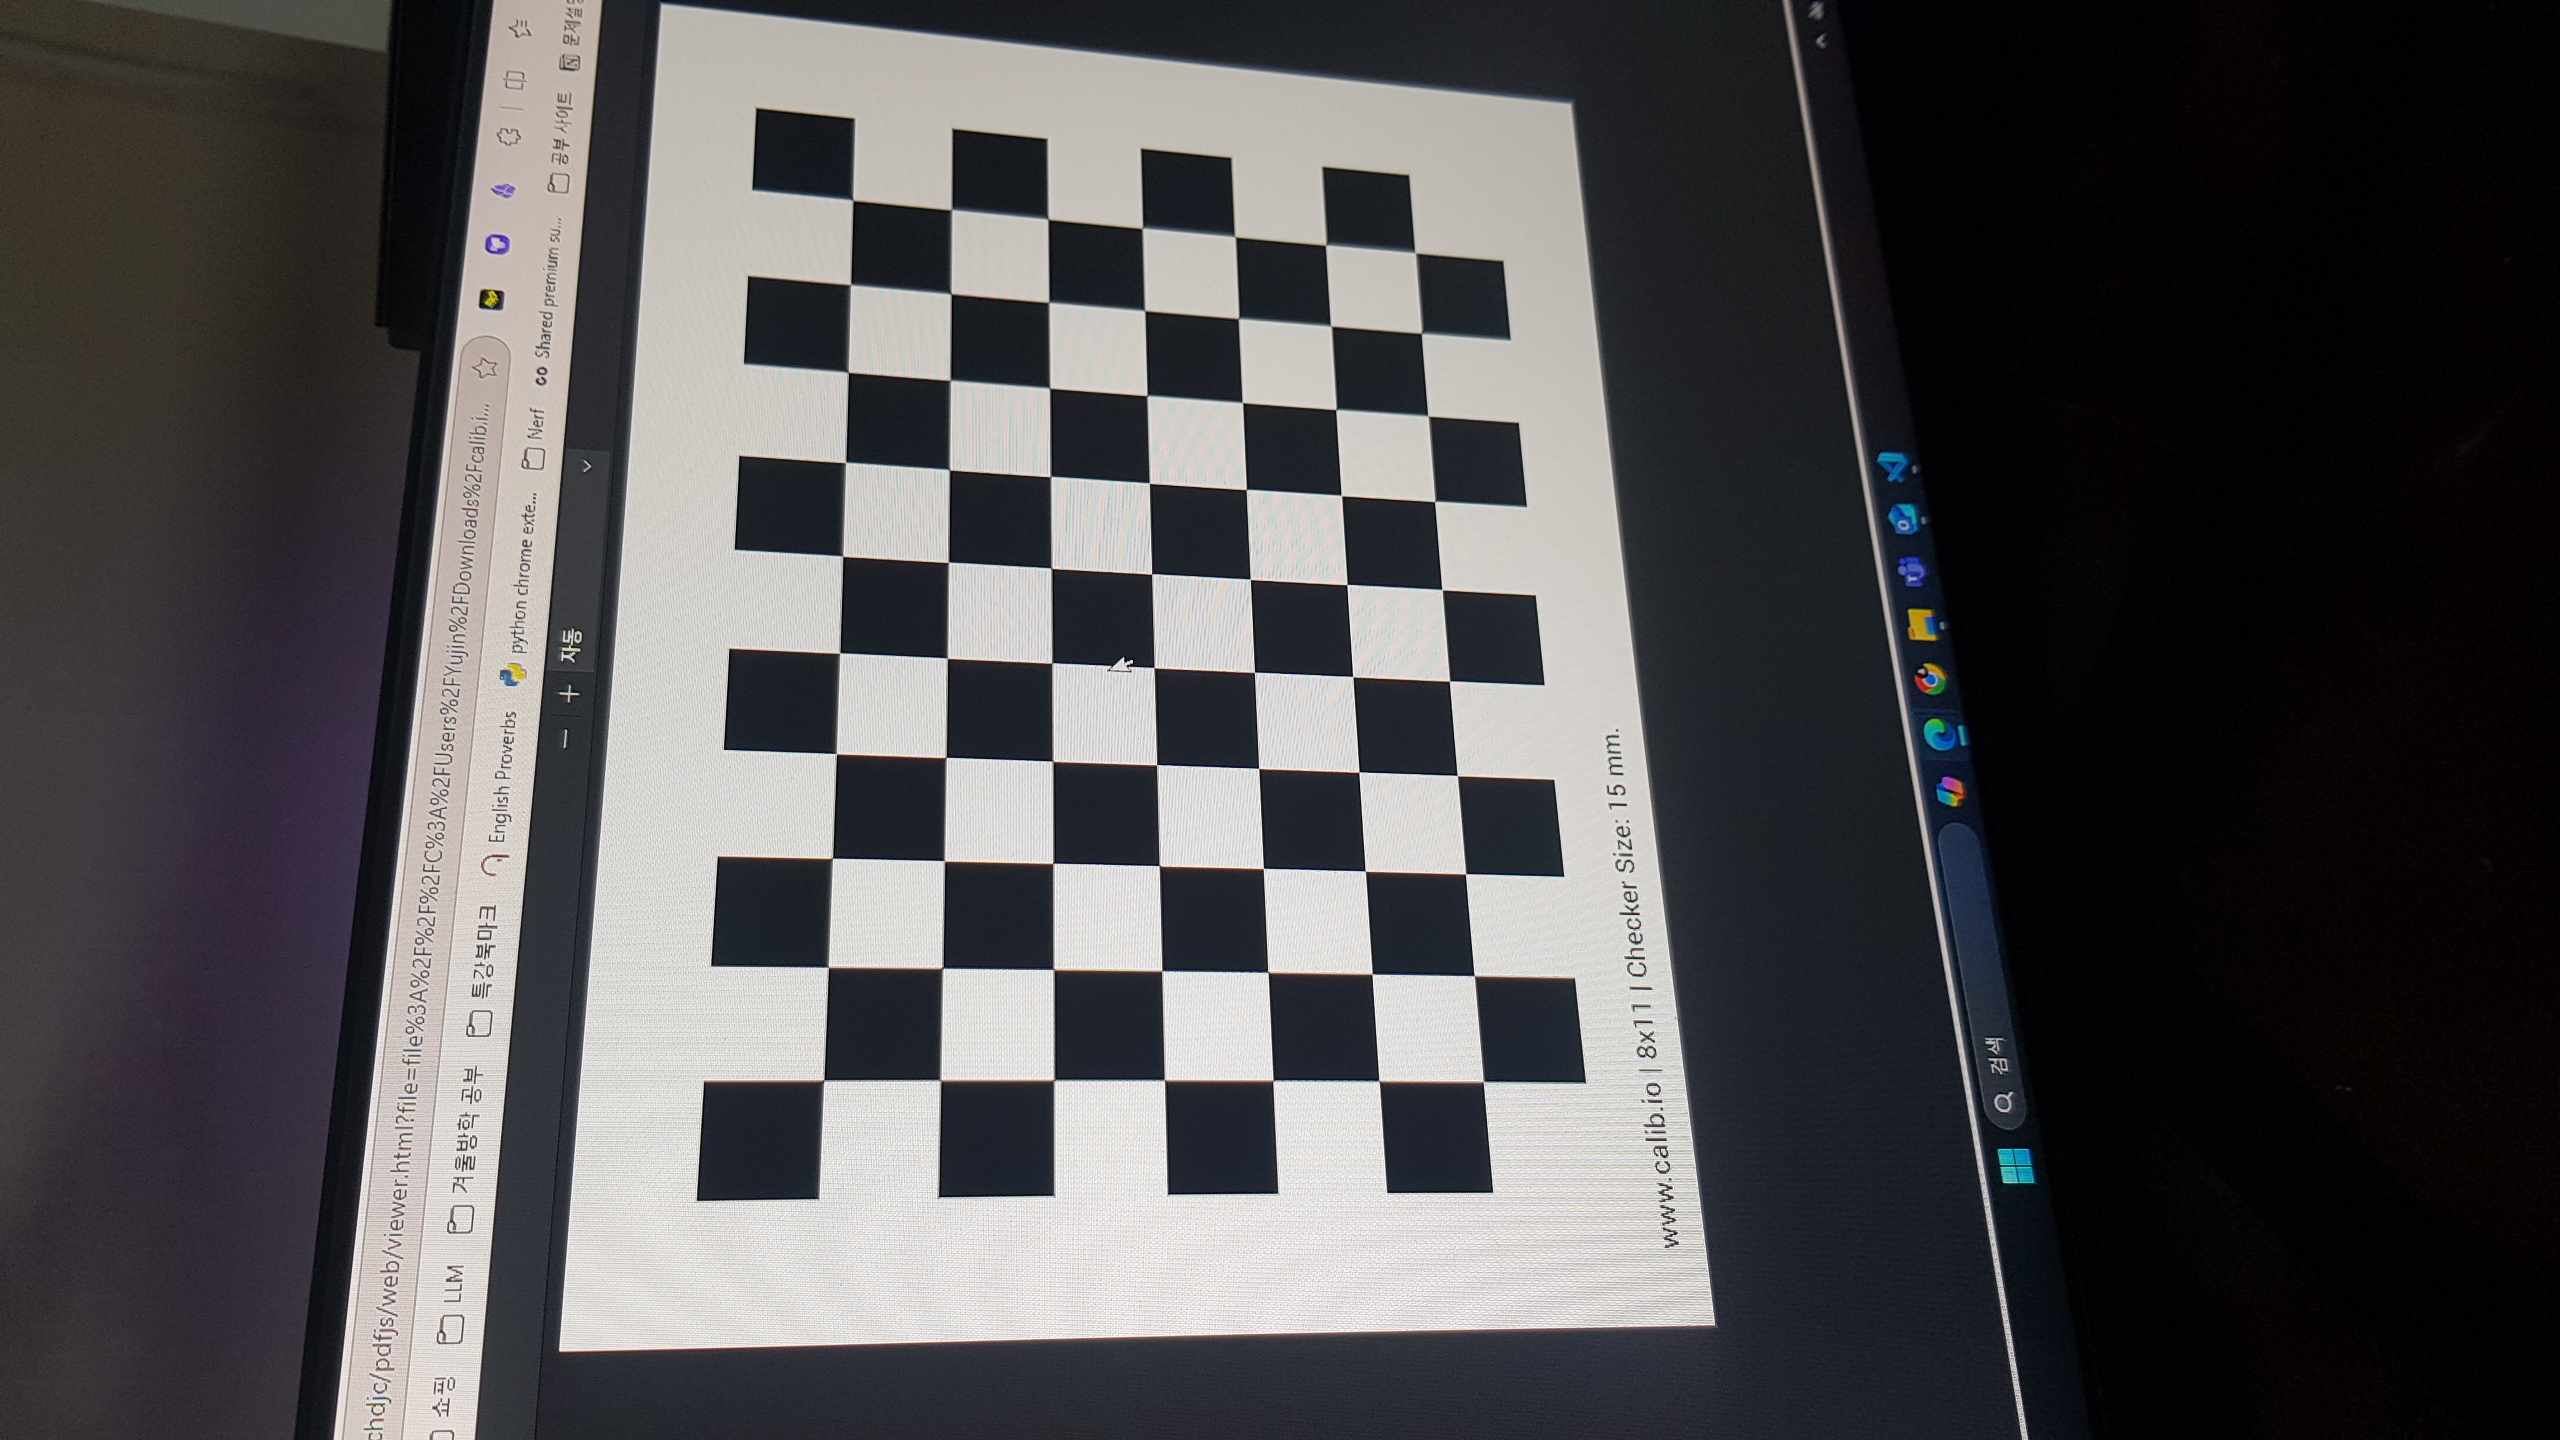 chdjc/pdfjs/web/viewer.html?file=file%3A%2F%2F%2FC%3A%2FUsers%2FYujin%2FDownloads%2Fcalib.i...
쇼핑 LLM 겨울방학 공부 특강북마크 English Proverbs python chrome exte... Nerf Shared premium su... 공부 사이트 문제설
자동
www.calib.io | 8x11 | Checker Size: 15 mm.
검색